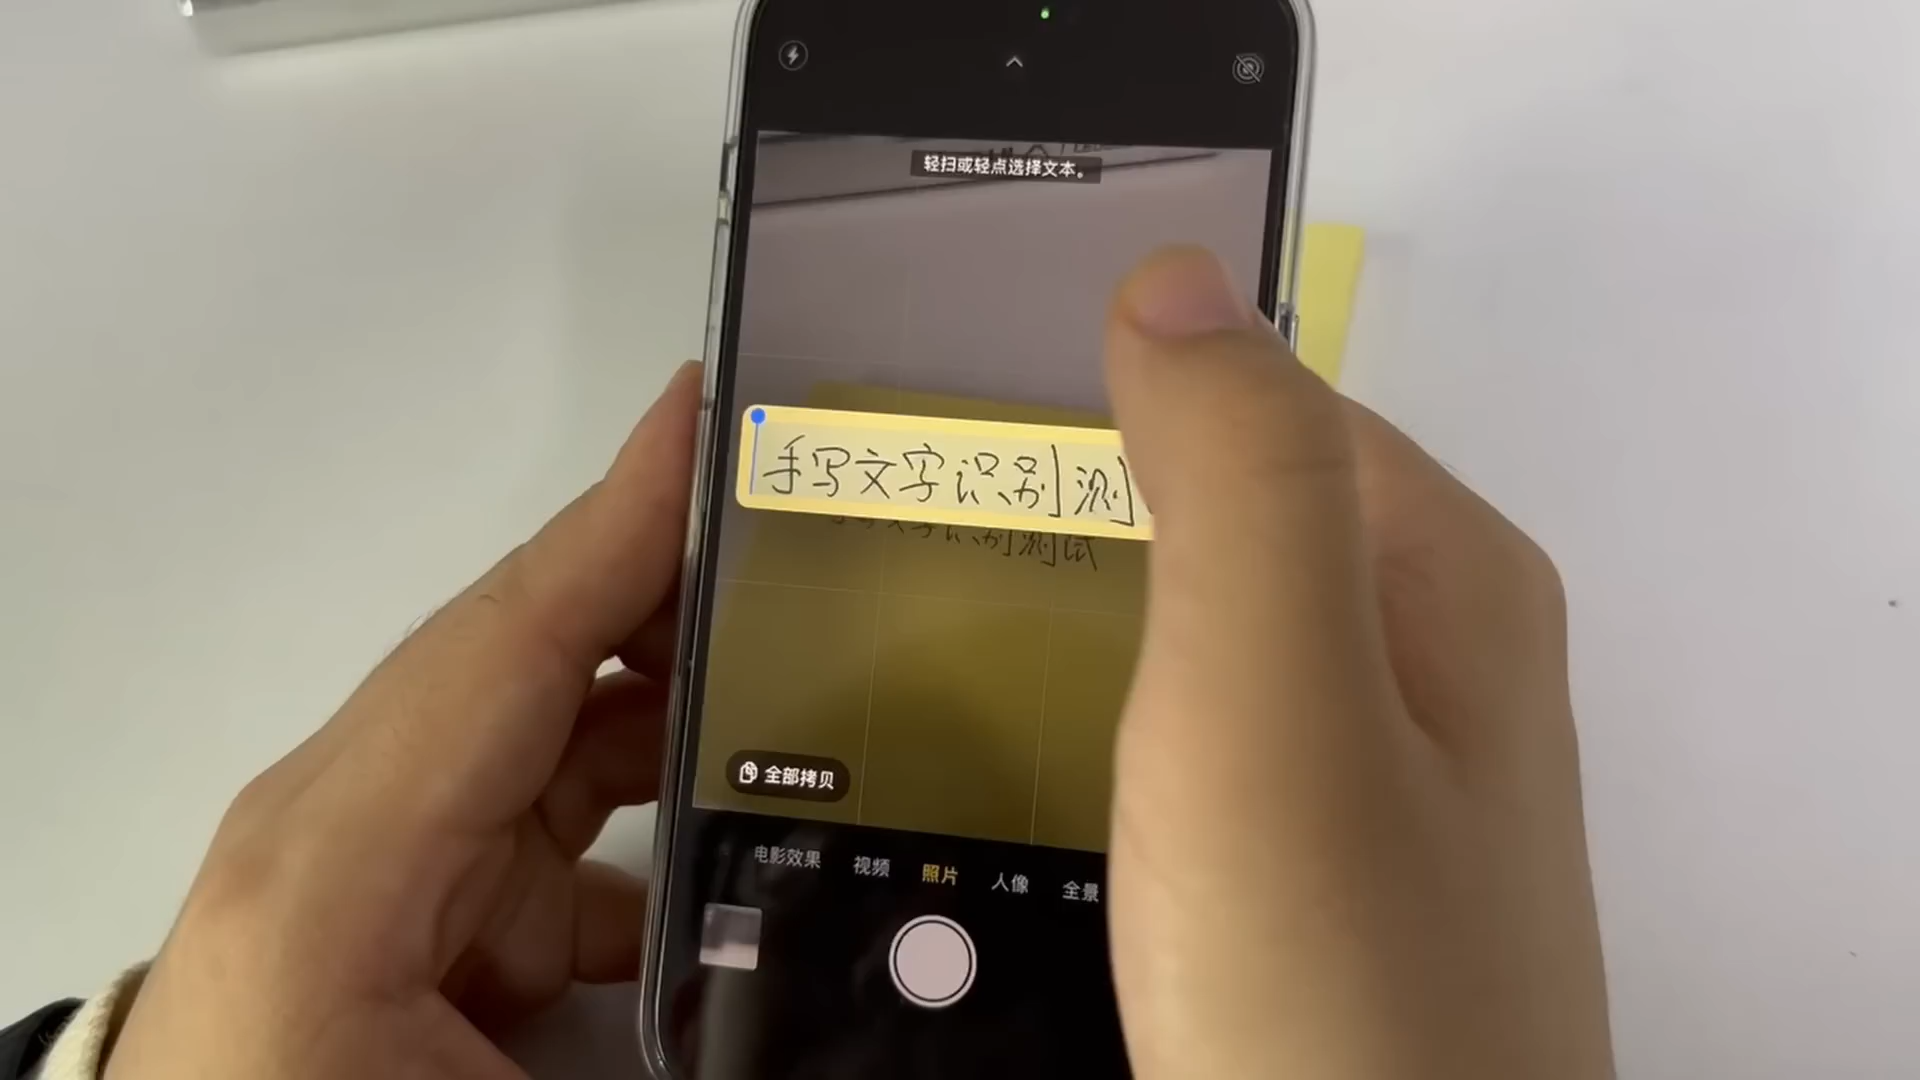 轻扫或轻点选择文本。
手写文字识别测
手写文字识别测试
全部拷贝
电影效果 视频 照片 人像 全景